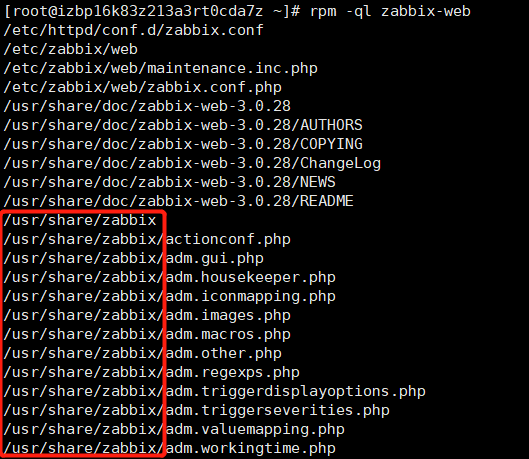 [root@izbp16k83z213a3rt0cda7z ~]# rpm -ql zabbix-web
/etc/httpd/conf.d/zabbix.conf
/etc/zabbix/web
/etc/zabbix/web/maintenance.inc.php
/etc/zabbix/web/zabbix.conf.php
/usr/share/doc/zabbix-web-3.0.28
/usr/share/doc/zabbix-web-3.0.28/AUTHORS
/usr/share/doc/zabbix-web-3.0.28/COPYING
/usr/share/doc/zabbix-web-3.0.28/ChangeLog
/usr/share/doc/zabbix-web-3.0.28/NEWS
/usr/share/doc/zabbix-web-3.0.28/README
/usr/share/zabbix
/usr/share/zabbix/actionconf.php
/usr/share/zabbix/adm.gui.php
/usr/share/zabbix/adm.housekeeper.php
/usr/share/zabbix/adm.iconmapping.php
/usr/share/zabbix/adm.images.php
/usr/share/zabbix/adm.macros.php
/usr/share/zabbix/adm.other.php
/usr/share/zabbix/adm.regexps.php
/usr/share/zabbix/adm.triggerdisplayoptions.php
/usr/share/zabbix/adm.triggerseverities.php
/usr/share/zabbix/adm.valuemapping.php
/usr/share/zabbix/adm.workingtime.php